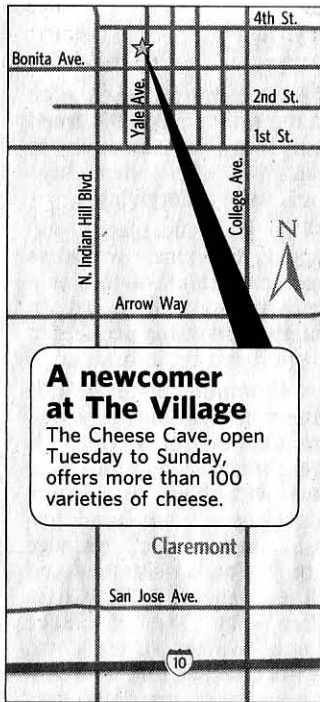 4th St.
Bonita Ave.
Yale Ave.
2nd St.
1st St.
N. Indian Hill Blvd.
College Ave.
N
Arrow Way
A newcomer
at The Village
The Cheese Cave, open
Tuesday to Sunday,
offers more than 100
varieties of cheese.
Claremont
San Jose Ave.
10